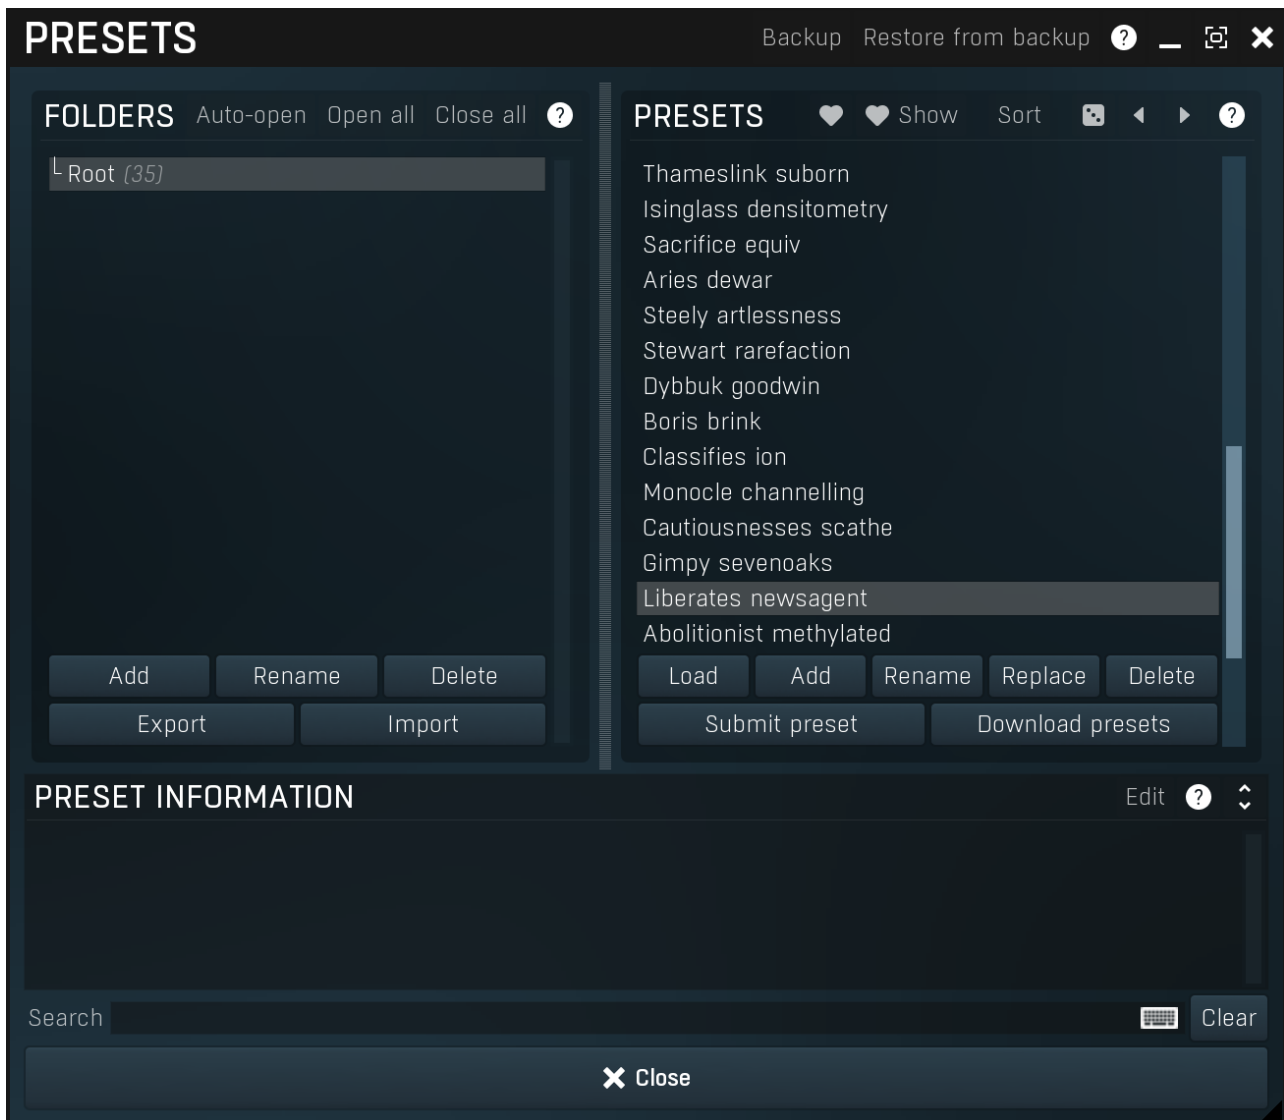 PRESETS Backup Restore from backup ?
FOLDERS Auto-open Open all Close all ?
Root (35)
Add Rename Delete
Export Import
PRESETS Show Sort ?
Thameslink suborn
Isinglass densitometry
Sacrifice equiv
Aries dewar
Steely artlessness
Stewart rarefaction
Dybbuk goodwin
Boris brink
Classifies ion
Monocle channelling
Cautiousnesses scathe
Gimpy sevenoaks
Liberates newsagent
Abolitionist methylated
Load Add Rename Replace Delete
Submit preset Download presets
PRESET INFORMATION Edit ?
Search Clear
Close